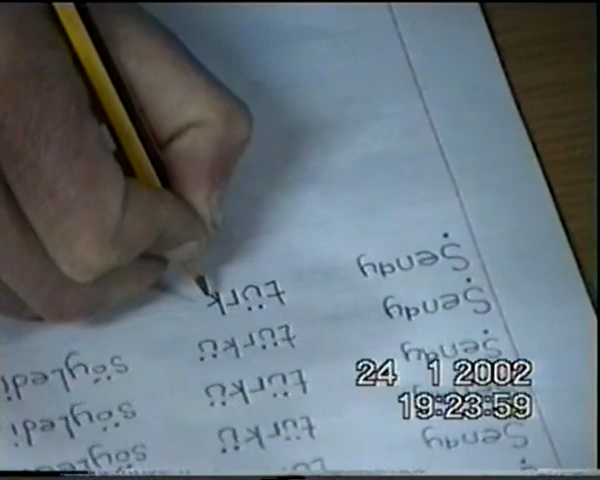 Şenay
türkü söyledi
Şenay türkü söyledi
Şenay türkü söyledi
Şenay türk
24 1 2002
19:23:59